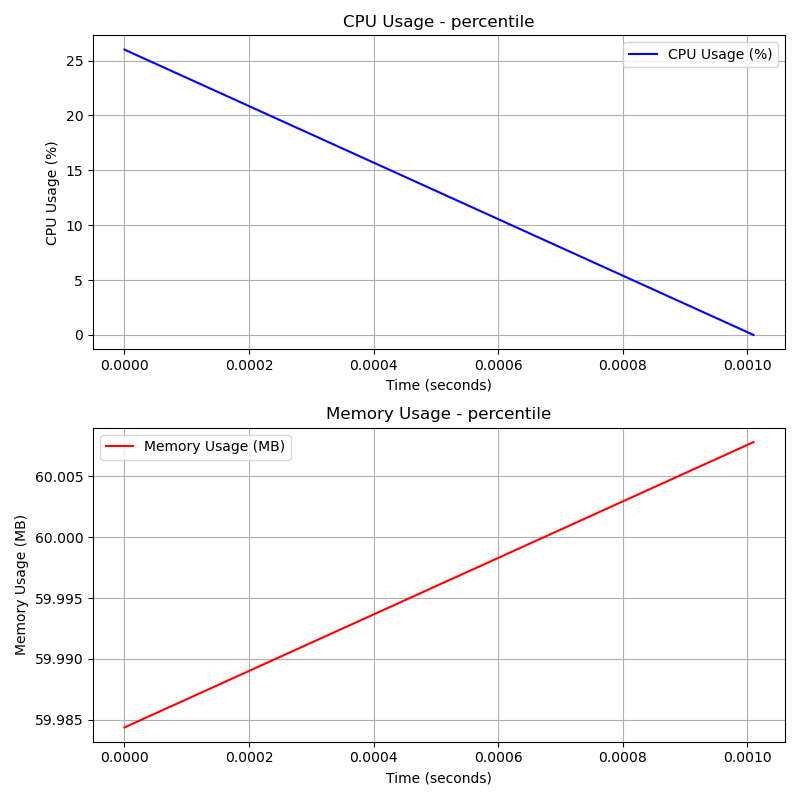 CPU Usage - percentile
CPU Usage (%)
25
20
15
10
5
0
CPU Usage (%)
0.0000 0.0002 0.0004 0.0006 0.0008 0.0010
Time (seconds)
Memory Usage - percentile
Memory Usage (MB)
60.005
60.000
59.995
59.990
59.985
Memory Usage (MB)
0.0000 0.0002 0.0004 0.0006 0.0008 0.0010
Time (seconds)